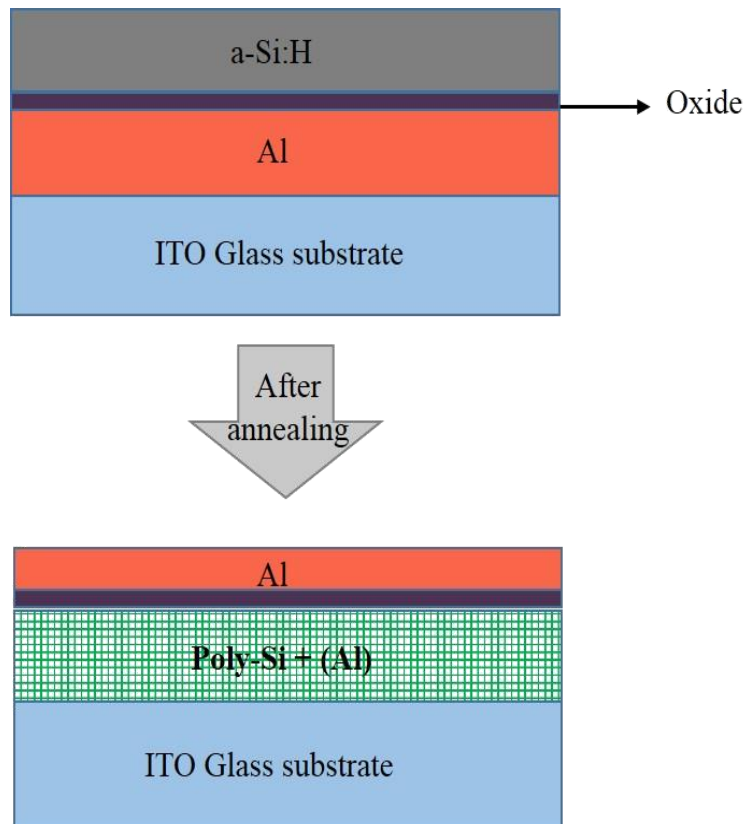 a-Si:H
Oxide
Al
ITO Glass substrate
After
annealing
Al
Poly-Si + (Al)
ITO Glass substrate